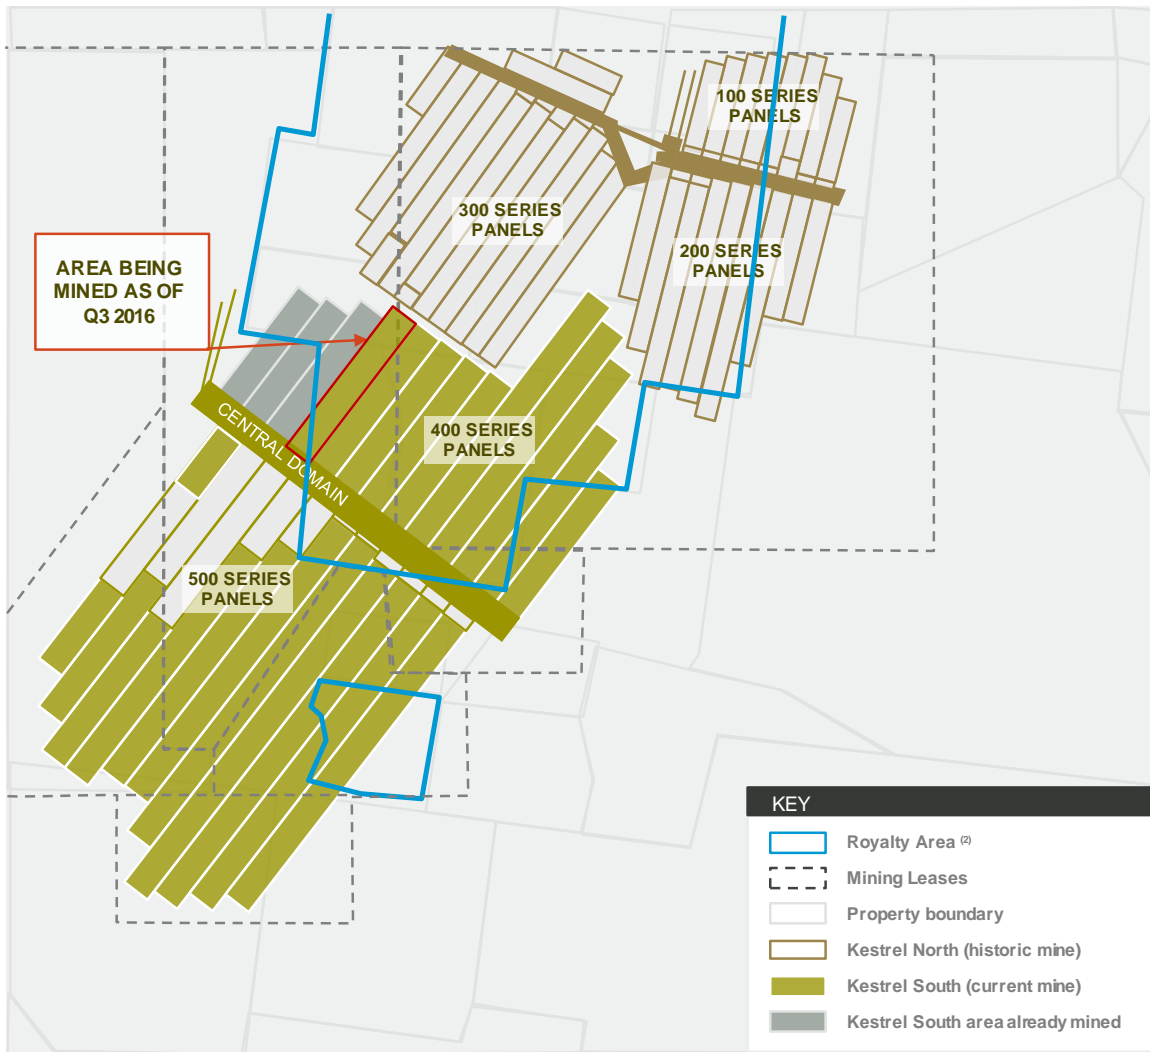 100 SERIES
PANELS
300 SERIES
PANELS
200 SERIES
PANELS
AREA BEING
MINED AS OF
Q3 2016
400 SERIES
PANELS
CENTRAL DOMAIN
500 SERIES
PANELS
KEY
Royalty Area (2)
Mining Leases
Property boundary
Kestrel North (historic mine)
Kestrel South (current mine)
Kestrel South area already mined